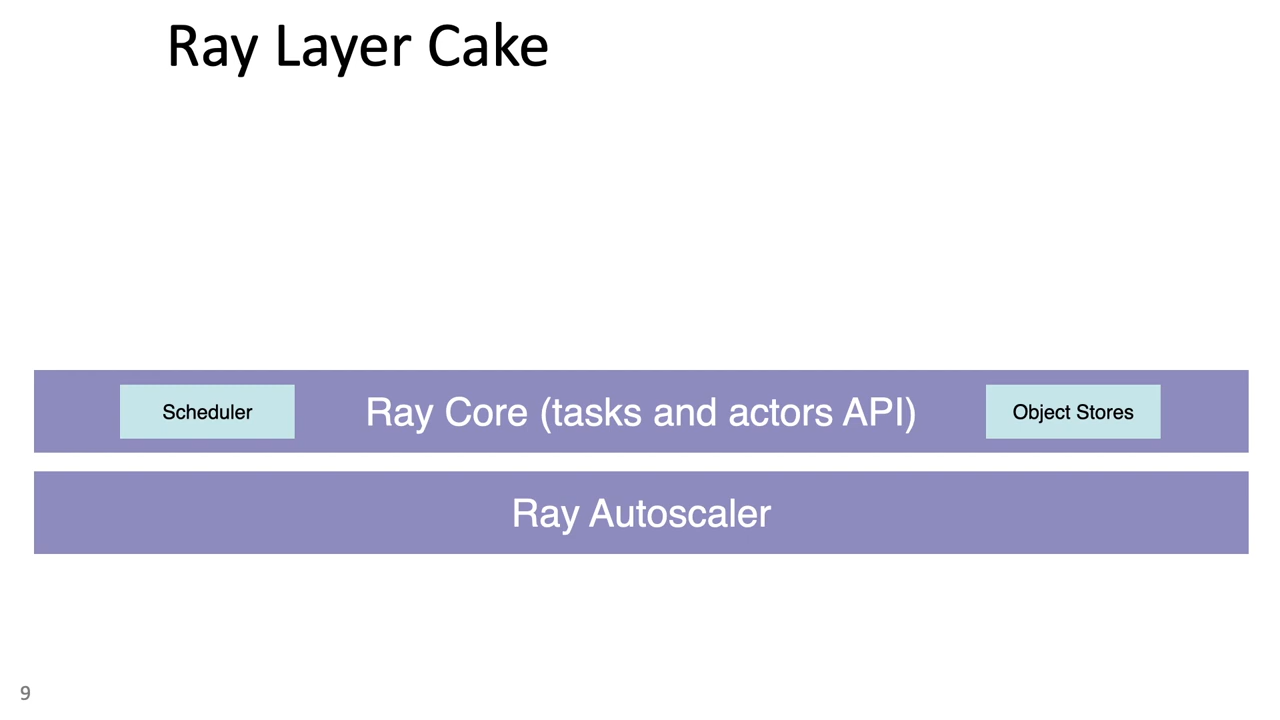 Ray Layer Cake
Scheduler
Ray Core (tasks and actors API)
Object Stores
Ray Autoscaler
9